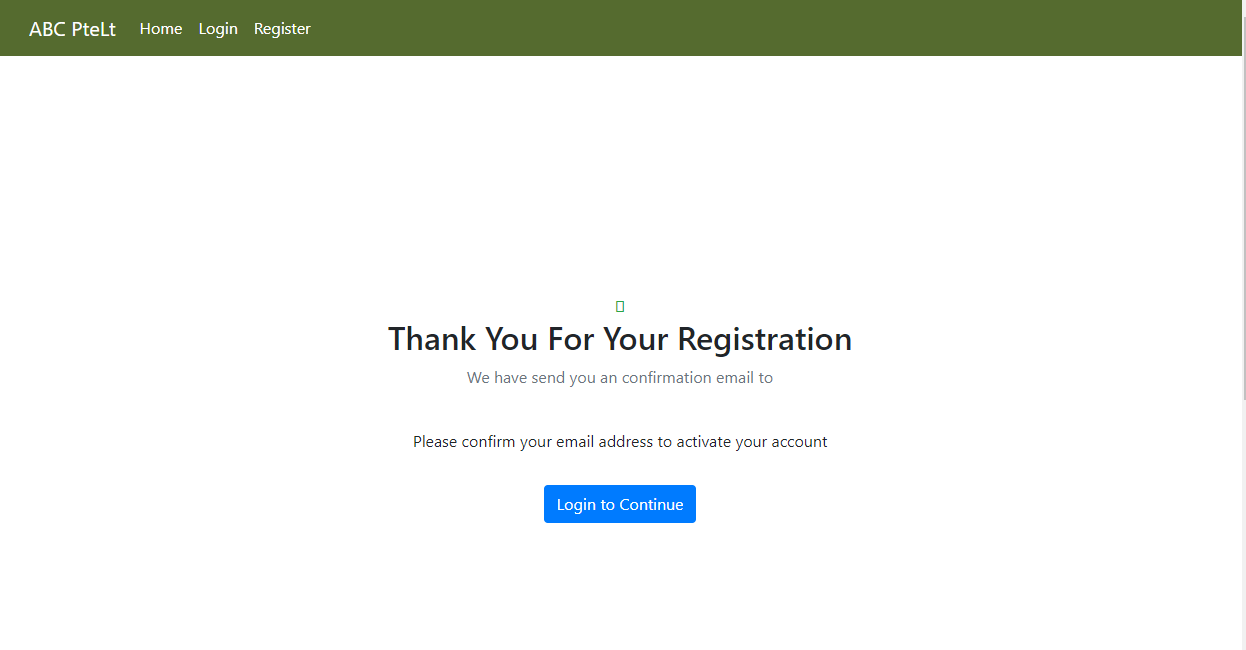 ABC PteLt Home Login Register
Thank You For Your Registration
We have send you an confirmation email to
Please confirm your email address to activate your account
Login to Continue